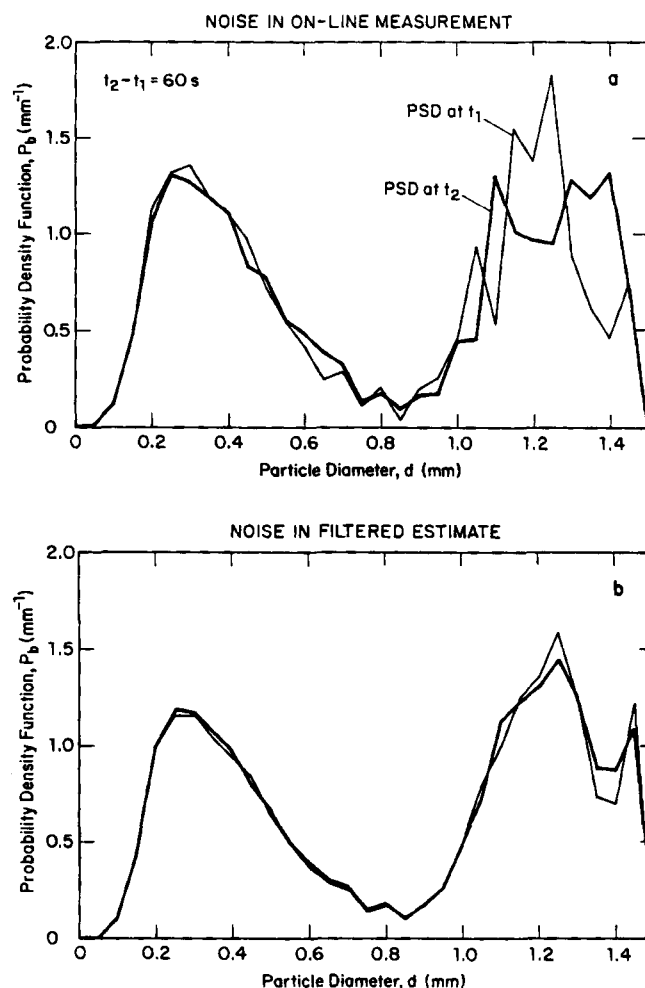 NOISE IN ON-LINE MEASUREMENT
2.0
t₂-t₁ = 60 s
a
PSD at t₁
1.5
PSD at t₂
1.0
0.5
0
Probability Density Function, P_b (mm⁻¹)
0 0.2 0.4 0.6 0.8 1.0 1.2 1.4
Particle Diameter, d (mm)
NOISE IN FILTERED ESTIMATE
2.0
b
1.5
1.0
0.5
0
Probability Density Function, P_b (mm⁻¹)
0 0.2 0.4 0.6 0.8 1.0 1.2 1.4
Particle Diameter, d (mm)